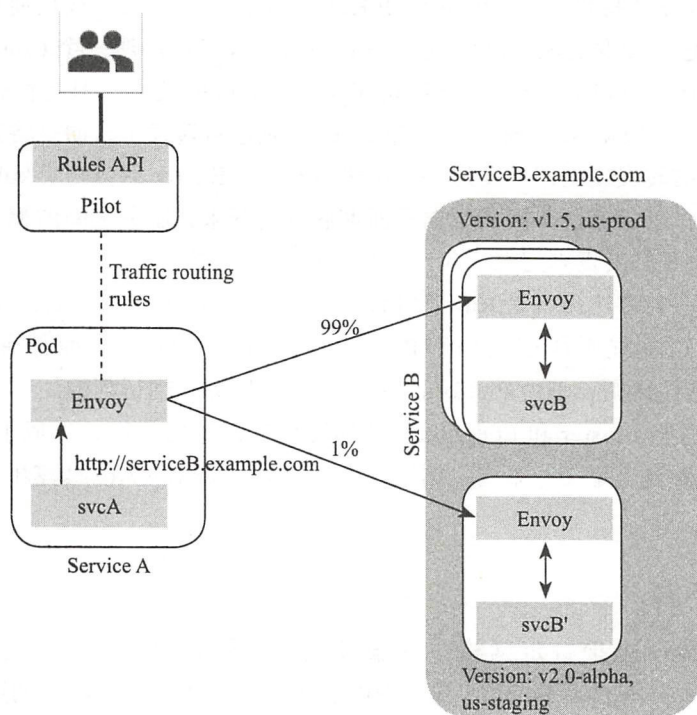 Rules API
Pilot
Traffic routing
rules
Pod
Envoy
http://serviceB.example.com
svcA
Service A
99%
1%
ServiceB.example.com
Version: v1.5, us-prod
Envoy
svcB
Service B
Envoy
svcB'
Version: v2.0-alpha,
us-staging